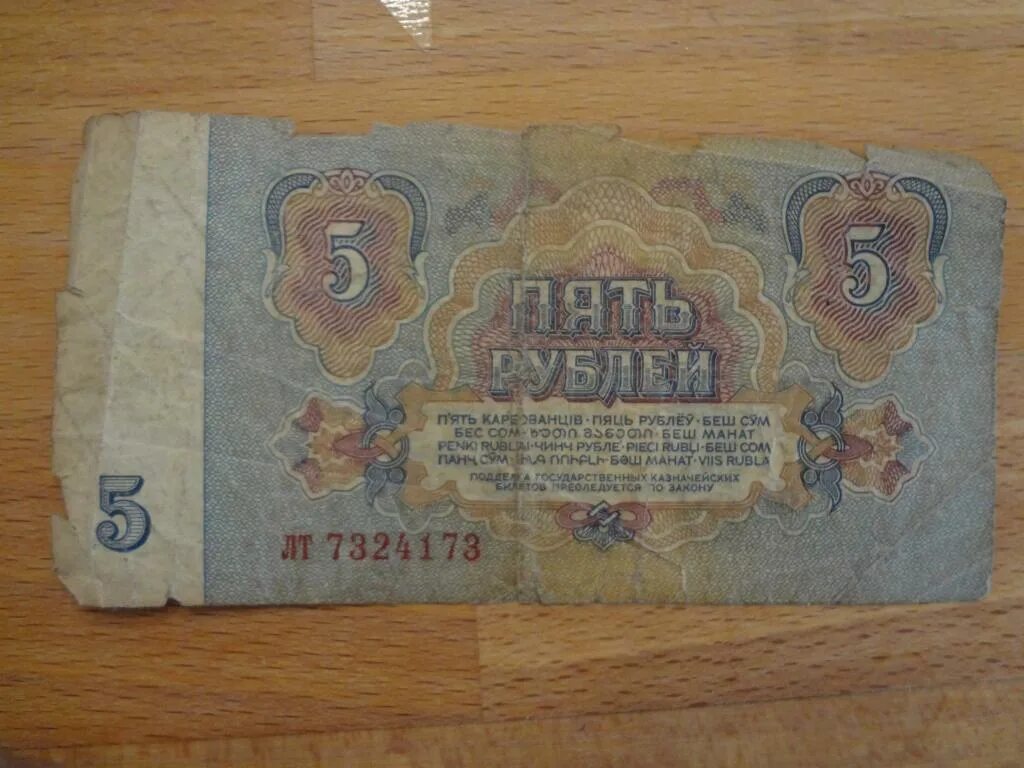 5 5
ПЯТЬ
РУБЛЕЙ
П'ЯТЬ КАРБОВАНЦІВ · ПЯЦЬ РУБЛЁЎ · БЕШ СЎМ
БЕС СОМ · ᲮᲣᲗᲘ ᲛᲐᲜᲔᲗᲘ · БЕШ МАНАТ
PENKI RUBLIAI · ЧИНЧ РУБЛЕ · PIECI RUBĻI · БЕШ СОМ
ПАНҶ СӮМ · ՀԻՆԳ ՌՈՒԲԼԻ · БӘШ МАНАТ · VIIS RUBLA
ПОДДЕЛКА ГОСУДАРСТВЕННЫХ КАЗНАЧЕЙСКИХ
БИЛЕТОВ ПРЕСЛЕДУЕТСЯ ПО ЗАКОНУ
5
ЛТ 7324173